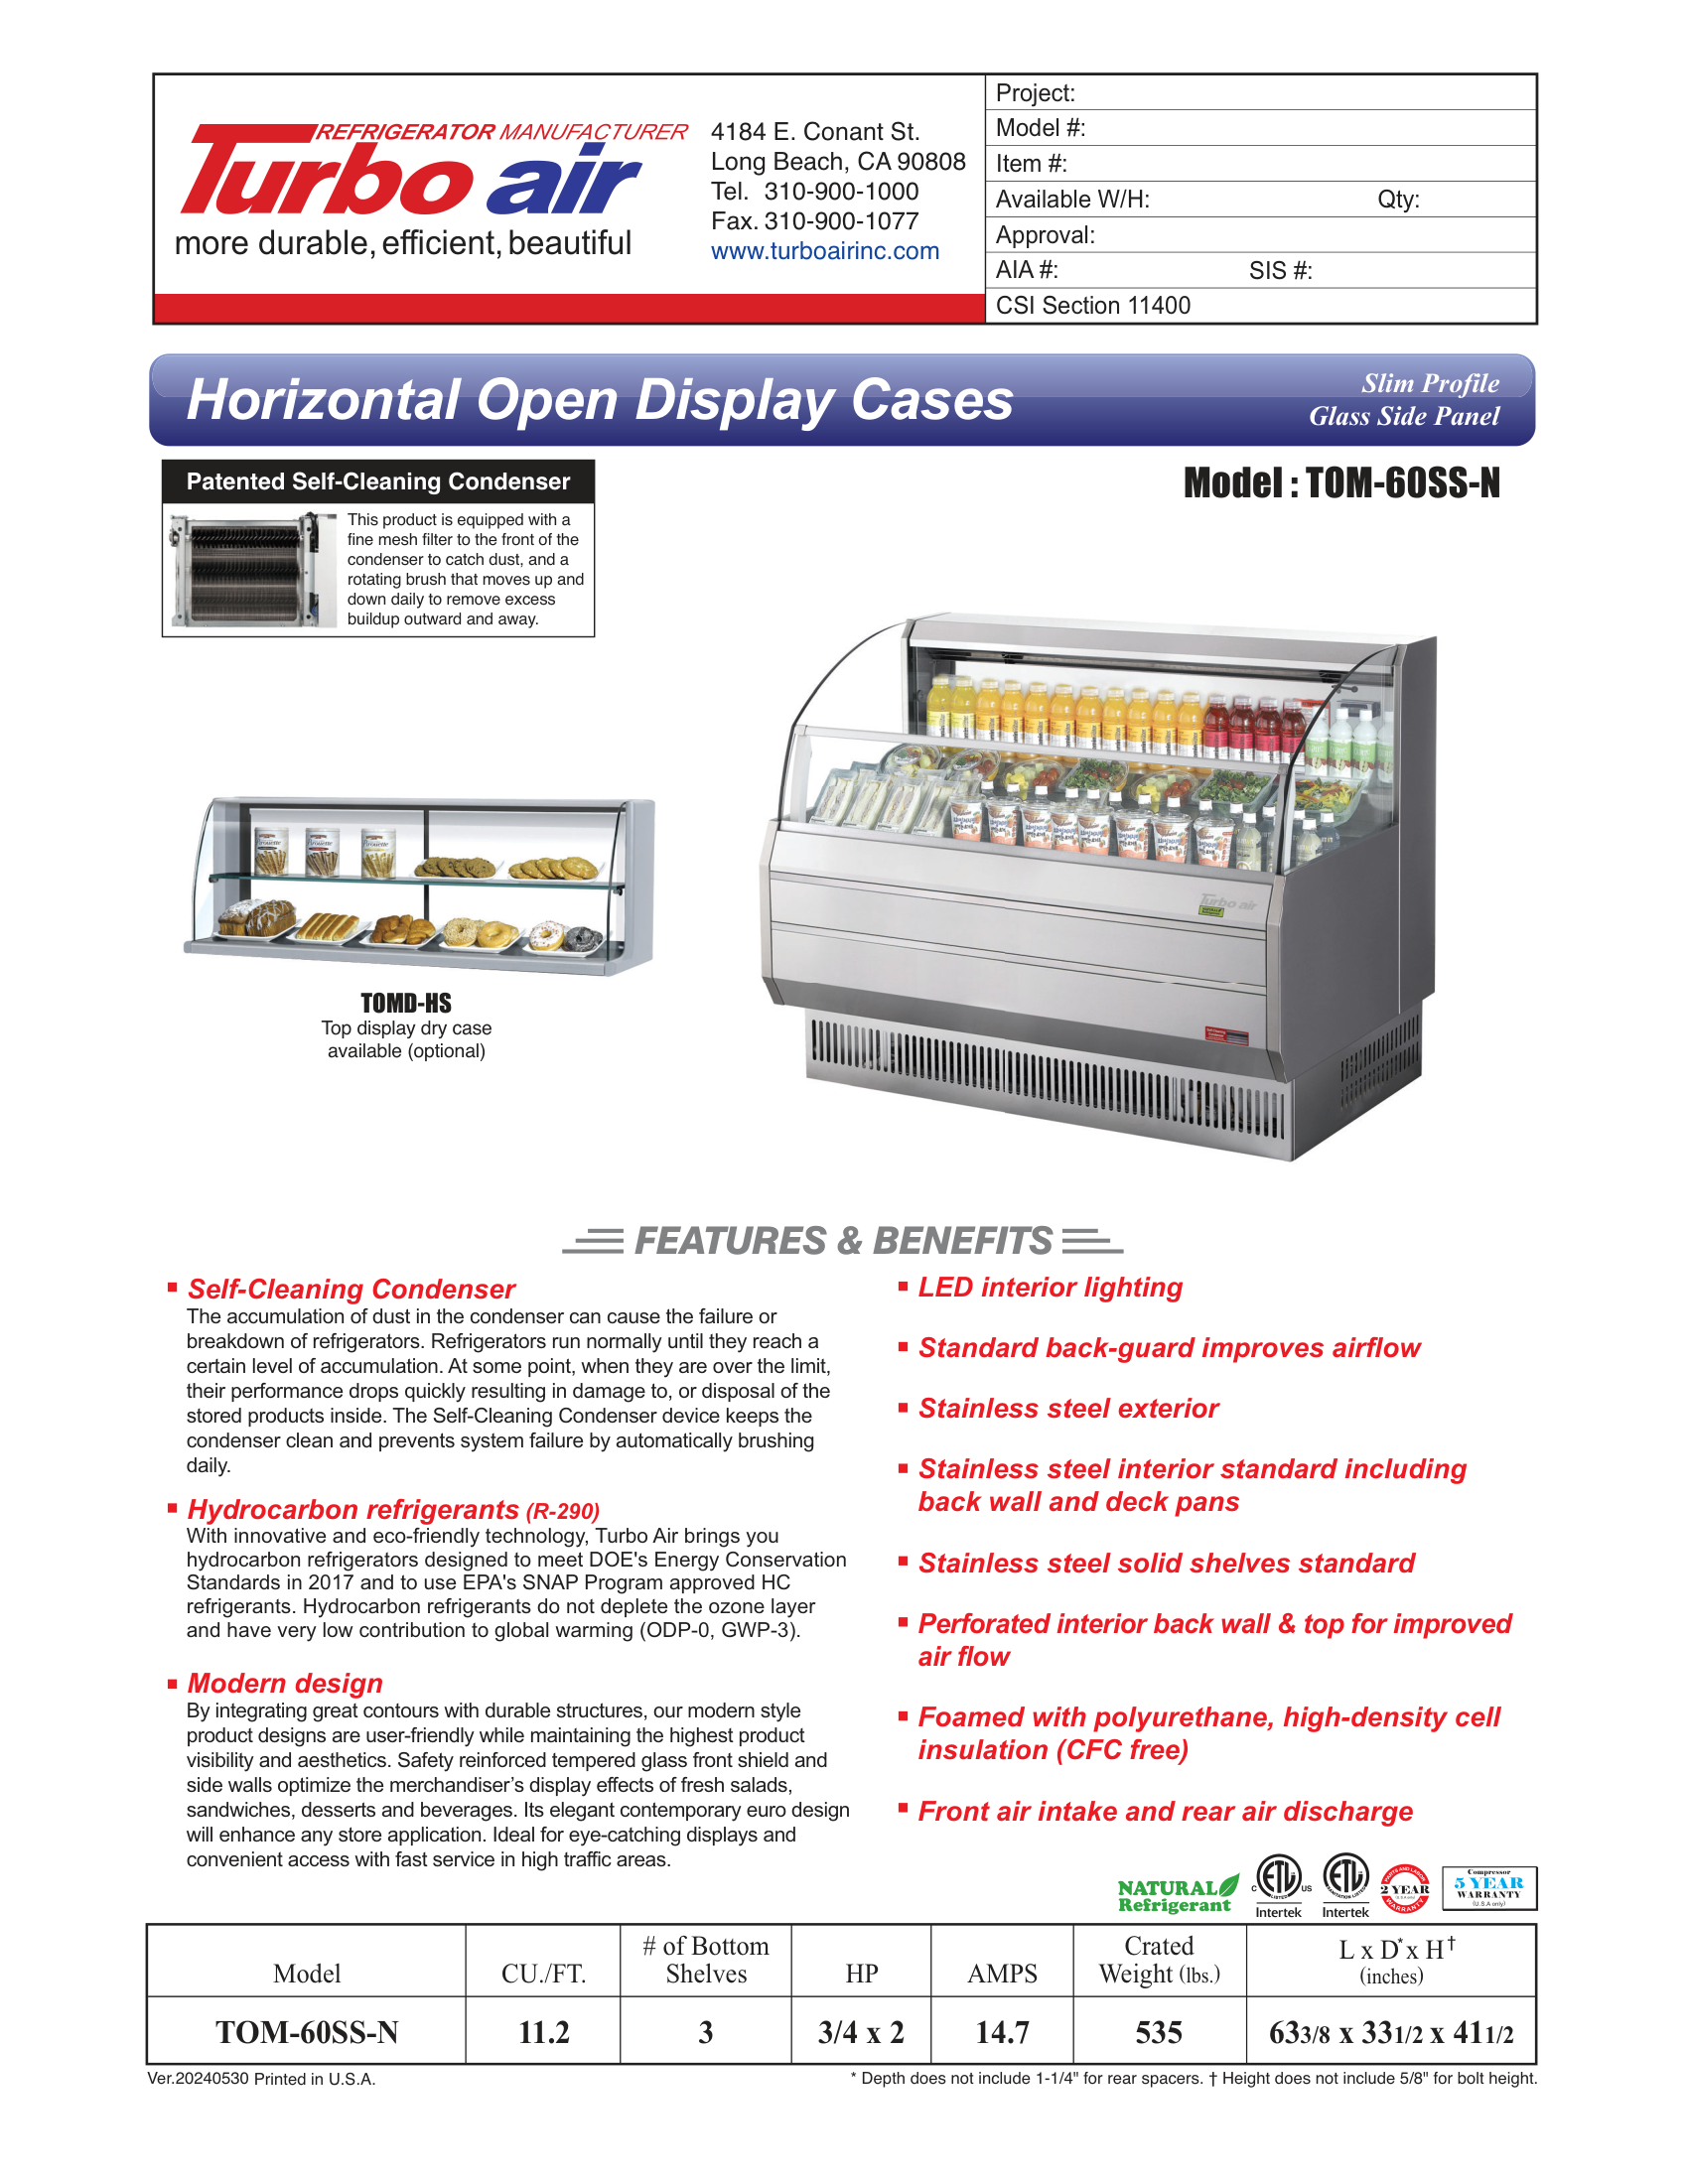 REFRIGERATOR MANUFACTURER
Turbo air
more durable, efficient, beautiful
4184 E. Conant St.
Long Beach, CA 90808
Tel. 310-900-1000
Fax. 310-900-1077
www.turboairinc.com
Project:
Model #:
Item #:
Available W/H: Qty:
Approval:
AIA #: SIS #:
CSI Section 11400
Horizontal Open Display Cases
Slim Profile
Glass Side Panel
Patented Self-Cleaning Condenser
This product is equipped with a
fine mesh filter to the front of the
condenser to catch dust, and a
rotating brush that moves up and
down daily to remove excess
buildup outward and away.
Model : TOM-60SS-N
Turbo air
TOMD-HS
Top display dry case
available (optional)
FEATURES & BENEFITS
▪ Self-Cleaning Condenser
The accumulation of dust in the condenser can cause the failure or
breakdown of refrigerators. Refrigerators run normally until they reach a
certain level of accumulation. At some point, when they are over the limit,
their performance drops quickly resulting in damage to, or disposal of the
stored products inside. The Self-Cleaning Condenser device keeps the
condenser clean and prevents system failure by automatically brushing
daily.
▪ Hydrocarbon refrigerants (R-290)
With innovative and eco-friendly technology, Turbo Air brings you
hydrocarbon refrigerators designed to meet DOE's Energy Conservation
Standards in 2017 and to use EPA's SNAP Program approved HC
refrigerants. Hydrocarbon refrigerants do not deplete the ozone layer
and have very low contribution to global warming (ODP-0, GWP-3).
▪ Modern design
By integrating great contours with durable structures, our modern style
product designs are user-friendly while maintaining the highest product
visibility and aesthetics. Safety reinforced tempered glass front shield and
side walls optimize the merchandiser’s display effects of fresh salads,
sandwiches, desserts and beverages. Its elegant contemporary euro design
will enhance any store application. Ideal for eye-catching displays and
convenient access with fast service in high traffic areas.
▪ LED interior lighting
▪ Standard back-guard improves airflow
▪ Stainless steel exterior
▪ Stainless steel interior standard including
back wall and deck pans
▪ Stainless steel solid shelves standard
▪ Perforated interior back wall & top for improved
air flow
▪ Foamed with polyurethane, high-density cell
insulation (CFC free)
▪ Front air intake and rear air discharge
NATURAL
Refrigerant
C ETL US
LISTED
Intertek
ETL
SANITATION LISTED
Intertek
PARTS AND LABOR
2 YEAR
WARRANTY
Compressor
5 YEAR
WARRANTY
(U.S.A only)
Model CU./FT. # of Bottom Shelves HP AMPS Crated Weight (lbs.) L x D* x H† (inches)
TOM-60SS-N 11.2 3 3/4 x 2 14.7 535 63 3/8 x 33 1/2 x 41 1/2
Ver.20240530 Printed in U.S.A.
* Depth does not include 1-1/4" for rear spacers. † Height does not include 5/8" for bolt height.